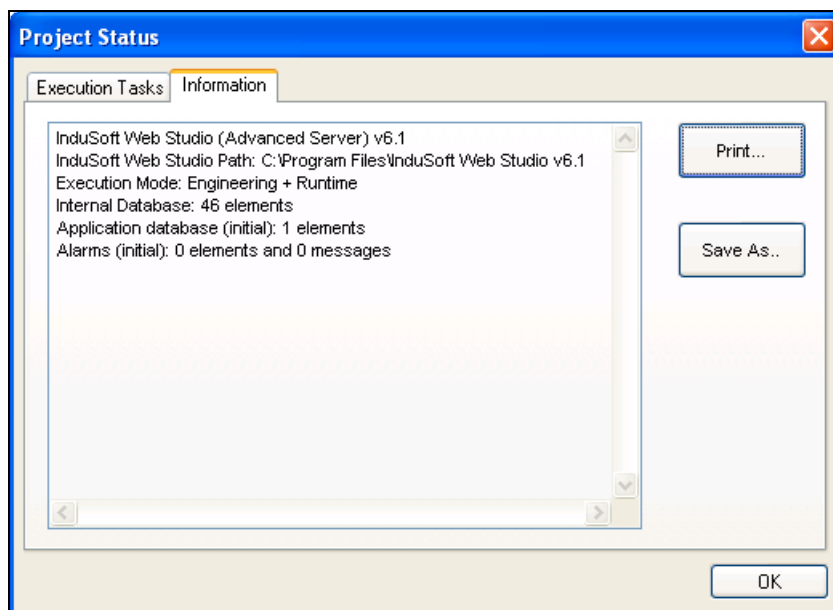 Project Status
Execution Tasks Information
InduSoft Web Studio (Advanced Server) v6.1
InduSoft Web Studio Path: C:\Program Files\InduSoft Web Studio v6.1
Execution Mode: Engineering + Runtime
Internal Database: 46 elements
Application database (initial): 1 elements
Alarms (initial): 0 elements and 0 messages
Print...
Save As..
OK